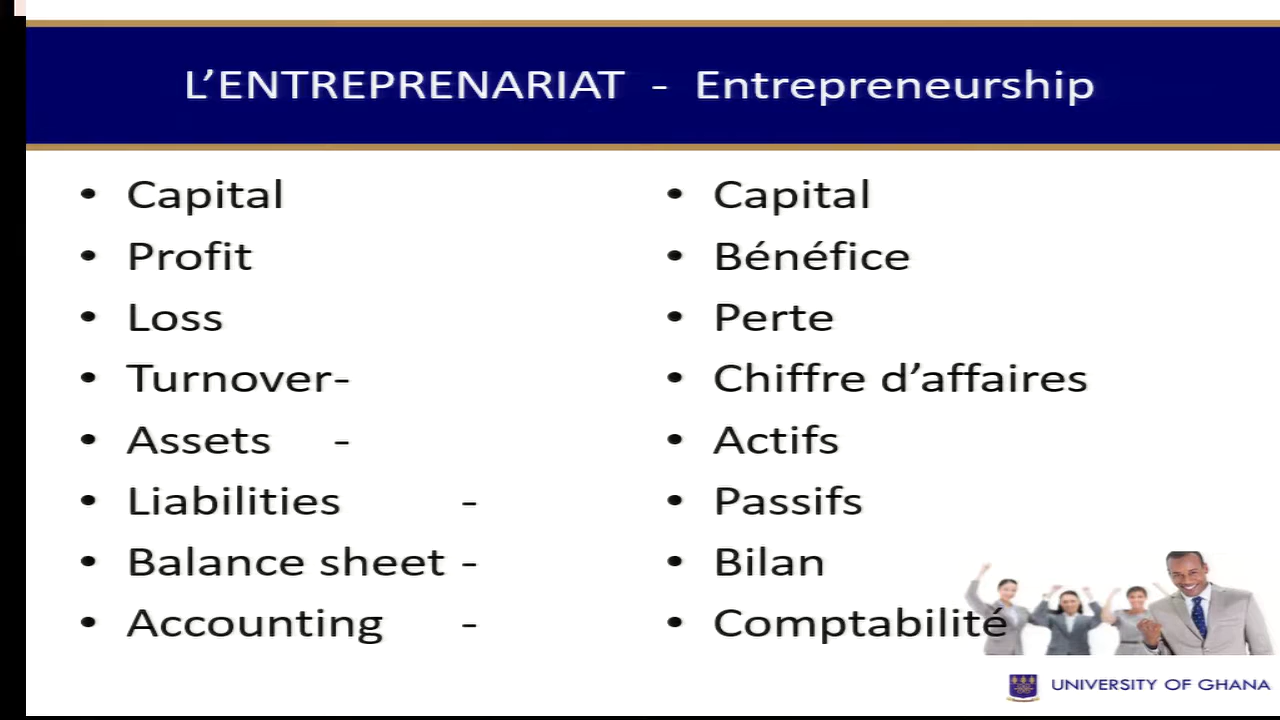 L’ENTREPRENARIAT - Entrepreneurship
• Capital
• Profit
• Loss
• Turnover-
• Assets -
• Liabilities -
• Balance sheet -
• Accounting -
• Capital
• Bénéfice
• Perte
• Chiffre d’affaires
• Actifs
• Passifs
• Bilan
• Comptabilité
UNIVERSITY OF GHANA